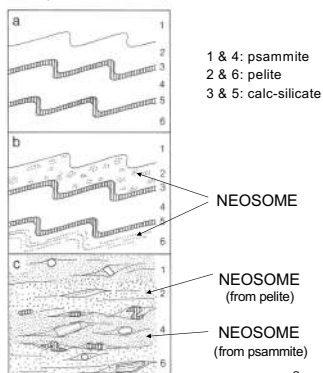 a
1
2
3
4
5
6
1 & 4: psammite
2 & 6: pelite
3 & 5: calc-silicate
b
1
2
3
4
5
6
NEOSOME
c
1
2
4
6
NEOSOME
(from pelite)
NEOSOME
(from psammite)